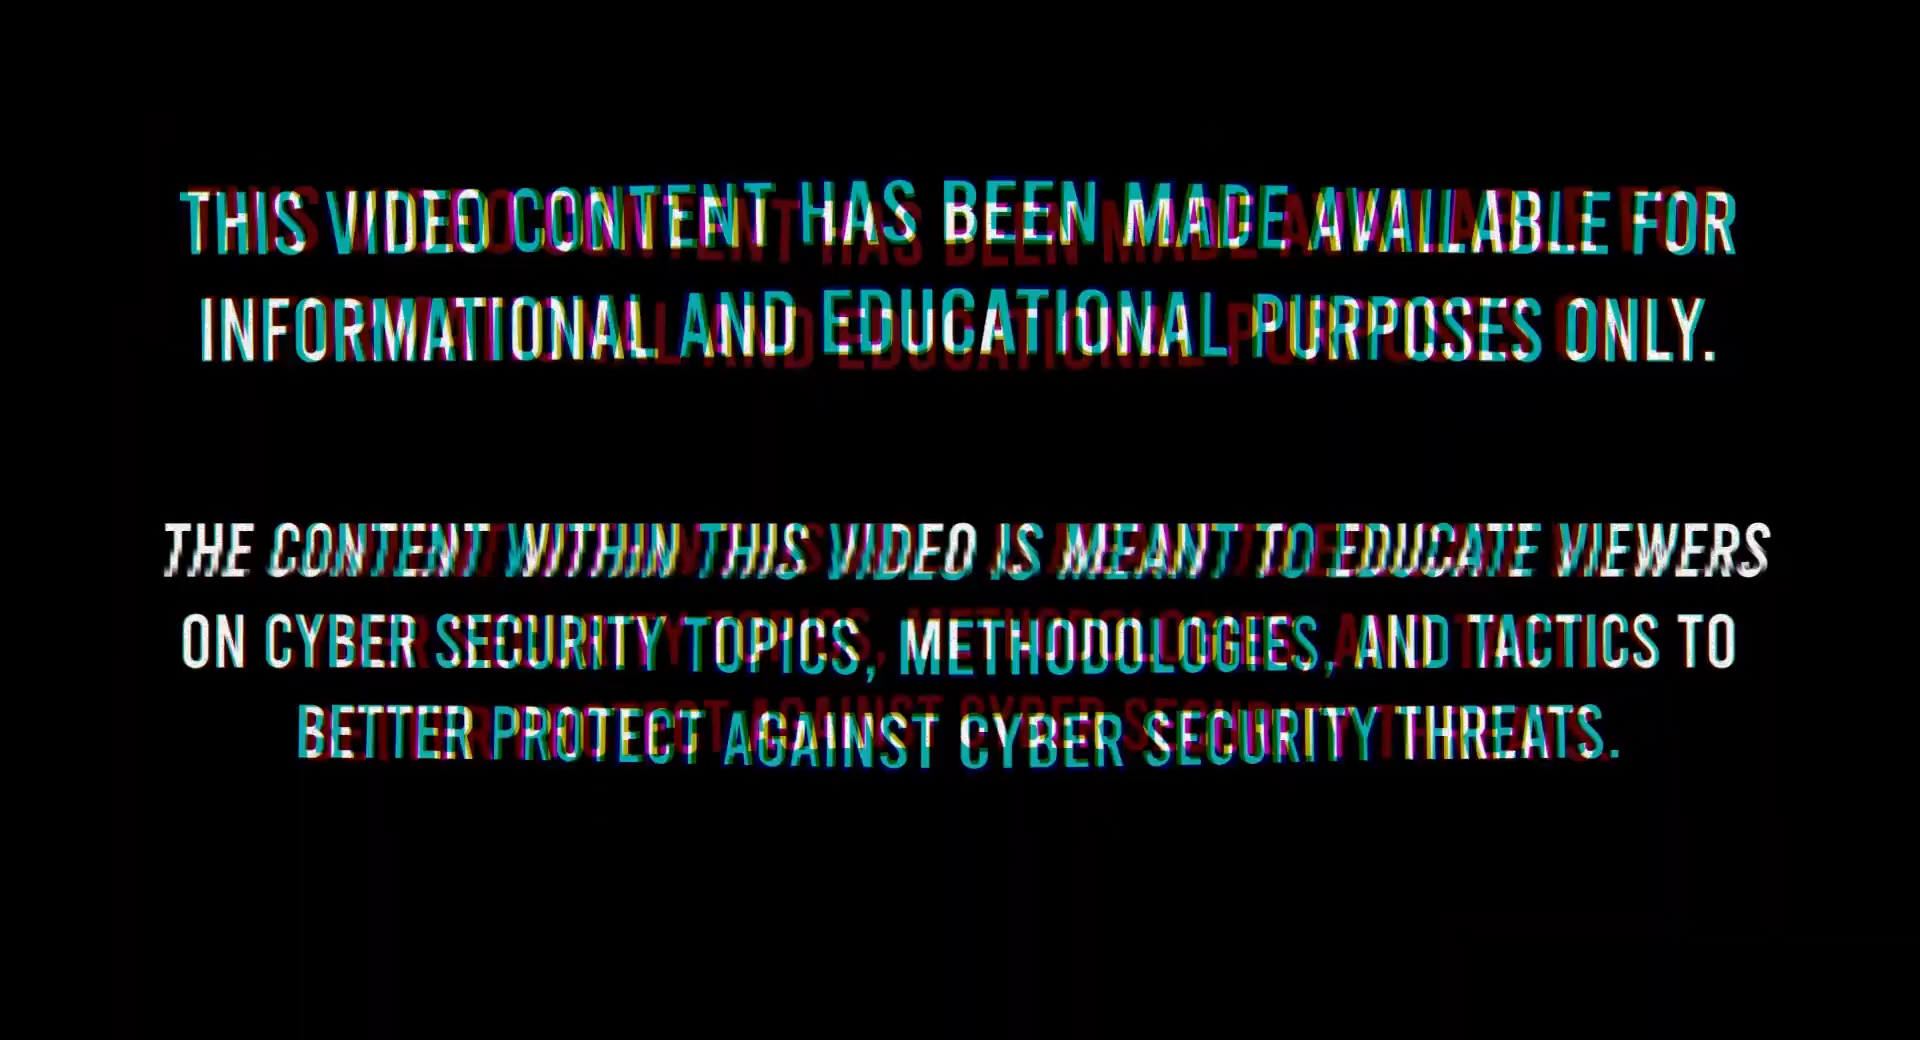 THIS VIDEO CONTENT HAS BEEN MADE AVAILABLE FOR
INFORMATIONAL AND EDUCATIONAL PURPOSES ONLY.
THE CONTENT WITHIN THIS VIDEO IS MEANT TO EDUCATE VIEWERS
ON CYBER SECURITY TOPICS, METHODOLOGIES, AND TACTICS TO
BETTER PROTECT AGAINST CYBER SECURITY THREATS.